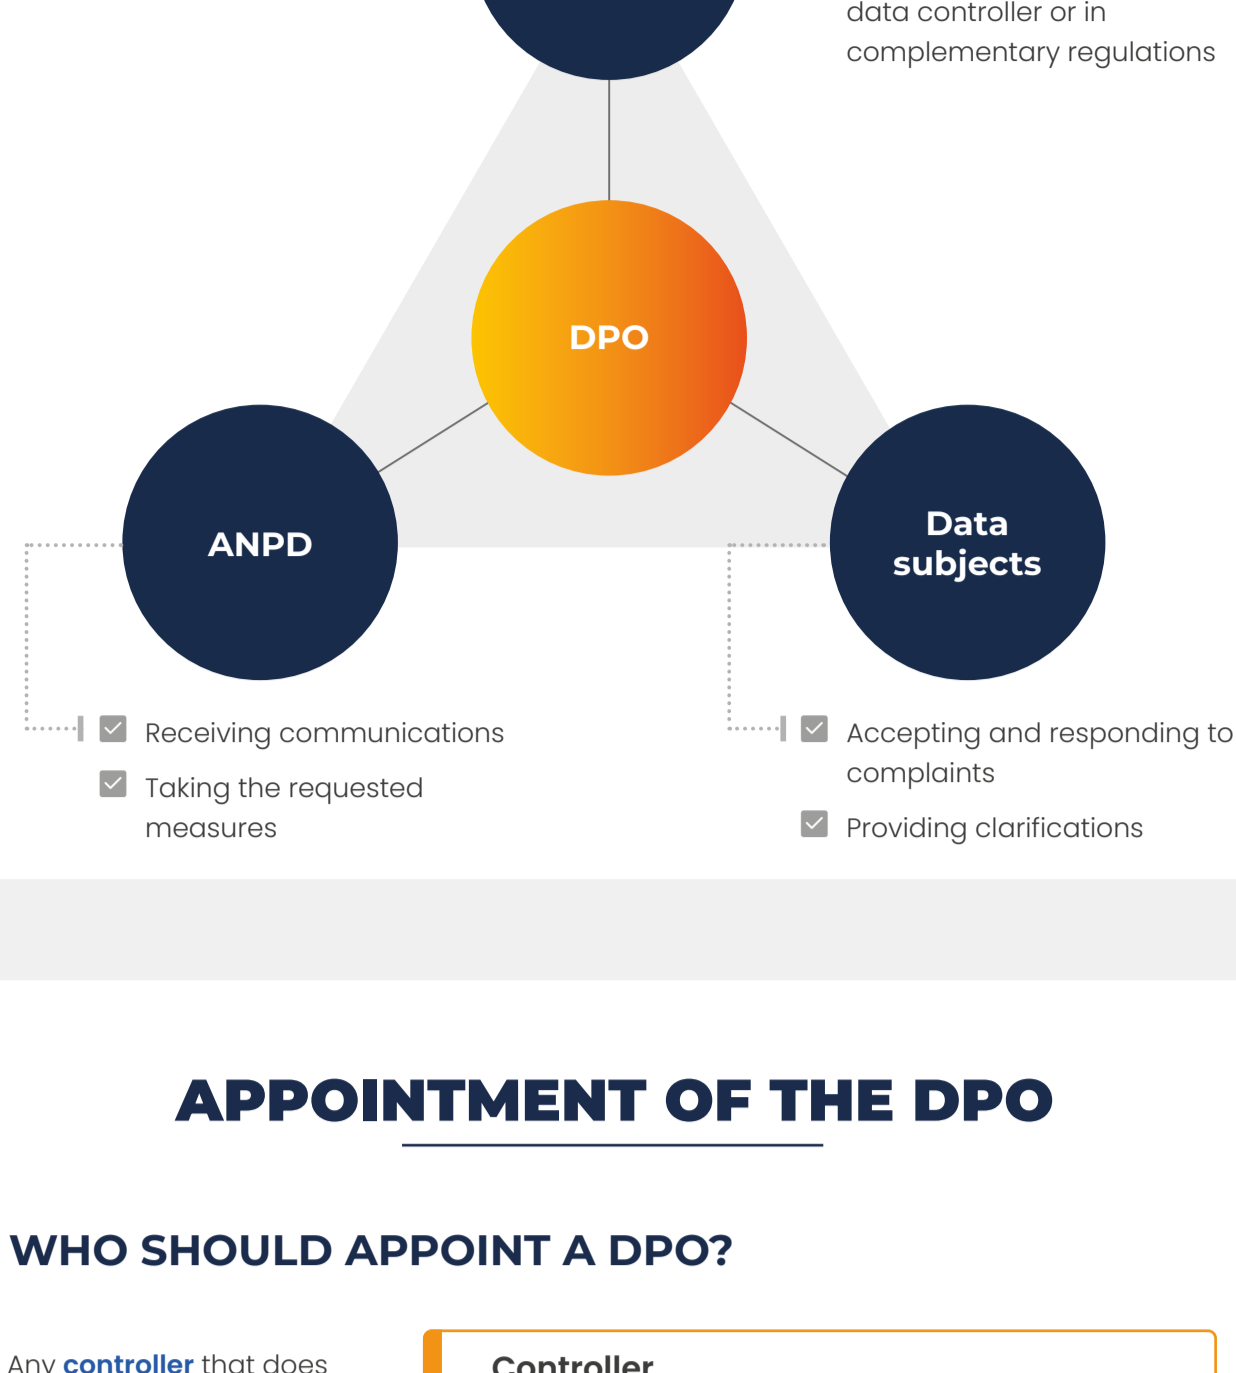 data controller or in
complementary regulations
DPO
ANPD
Data
subjects
Receiving communications
Taking the requested
measures
Accepting and responding to
complaints
Providing clarifications
APPOINTMENT OF THE DPO
WHO SHOULD APPOINT A DPO?
Any controller that does
Controller